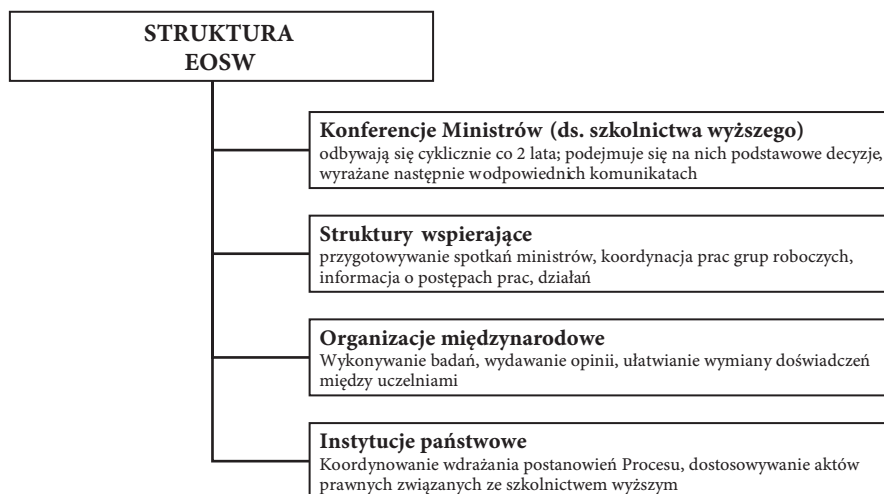 STRUKTURA
EOSW
Konferencje Ministrów (ds. szkolnictwa wyższego)
odbywają się cyklicznie co 2 lata; podejmuje się na nich podstawowe decyzje,
wyrażane następnie w odpowiednich komunikatach
Struktury wspierające
przygotowywanie spotkań ministrów, koordynacja prac grup roboczych,
informacja o postępach prac, działań
Organizacje międzynarodowe
Wykonywanie badań, wydawanie opinii, ułatwianie wymiany doświadczeń
między uczelniami
Instytucje państwowe
Koordynowanie wdrażania postanowień Procesu, dostosowywanie aktów
prawnych związanych ze szkolnictwem wyższym